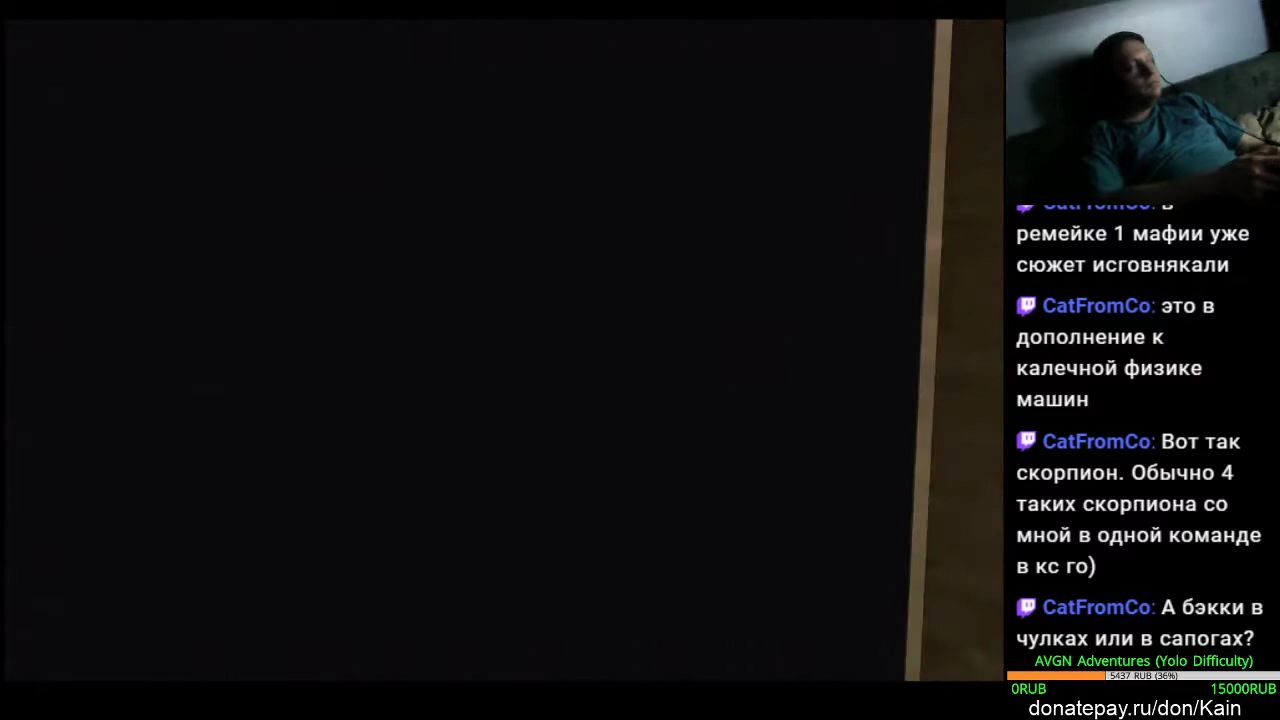 CatFromCo: в
ремейке 1 мафии уже
сюжет исговнякали
CatFromCo: это в
дополнение к
калечной физике
машин
CatFromCo: Вот так
скорпион. Обычно 4
таких скорпиона со
мной в одной команде
в кс го)
CatFromCo: А бэкки в
чулках или в сапогах?
AVGN Adventures (Yolo Difficulty)
5437 RUB (36%)
0RUB 15000RUB
donatepay.ru/don/Kain